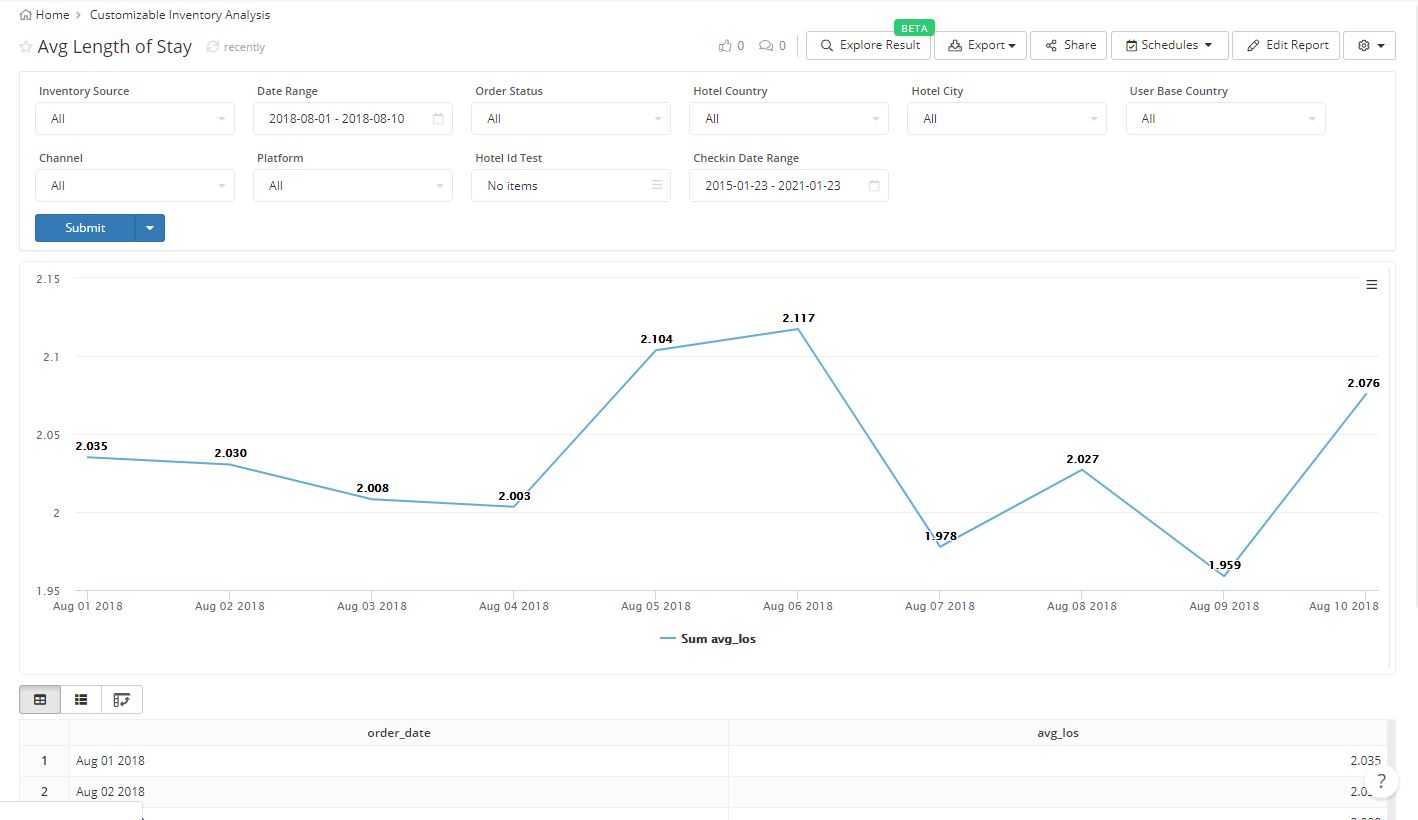 Home > Customizable Inventory Analysis
Avg Length of Stay recently
0 0 Explore Result BETA Export Share Schedules Edit Report
Inventory Source Date Range Order Status Hotel Country Hotel City User Base Country
All 2018-08-01 - 2018-08-10 All All All All
Channel Platform Hotel Id Test Checkin Date Range
All All No items 2015-01-23 - 2021-01-23
Submit
2.15
2.1
2.05
2
1.95
2.035 2.030 2.008 2.003 2.104 2.117 1.978 2.027 1.959 2.076
Aug 01 2018 Aug 02 2018 Aug 03 2018 Aug 04 2018 Aug 05 2018 Aug 06 2018 Aug 07 2018 Aug 08 2018 Aug 09 2018 Aug 10 2018
Sum avg_los
order_date avg_los
1 Aug 01 2018 2.035
2 Aug 02 2018
?